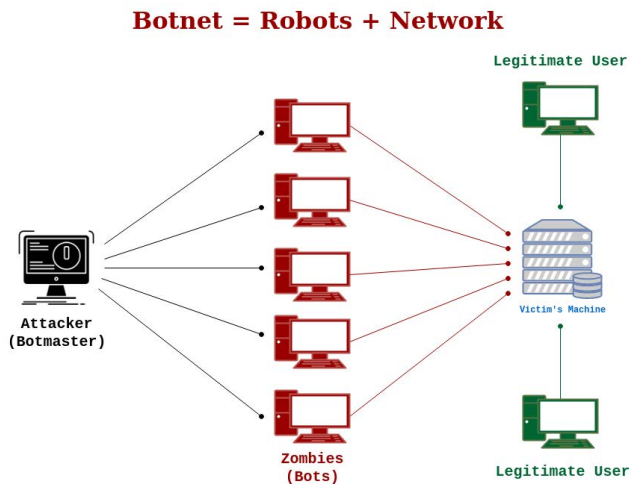 Botnet = Robots + Network
Legitimate User
Attacker
(Botmaster)
Victim's Machine
Zombies
(Bots)
Legitimate User